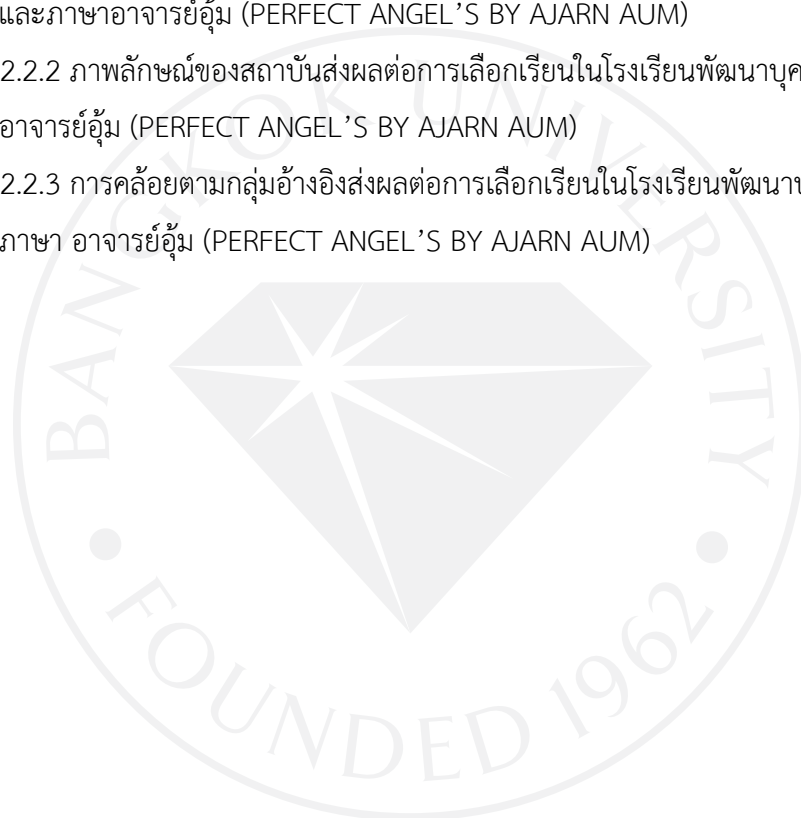 และภาษาอาจารย์อุ้ม (PERFECT ANGEL’S BY AJARN AUM)
2.2.2 ภาพลักษณ์ของสถาบันส่งผลต่อการเลือกเรียนในโรงเรียนพัฒนาบุค
อาจารย์อุ้ม (PERFECT ANGEL’S BY AJARN AUM)
2.2.3 การคล้อยตามกลุ่มอ้างอิงส่งผลต่อการเลือกเรียนในโรงเรียนพัฒนา
ภาษา อาจารย์อุ้ม (PERFECT ANGEL’S BY AJARN AUM)
BANGKOK UNIVERSITY
FOUNDED 1962